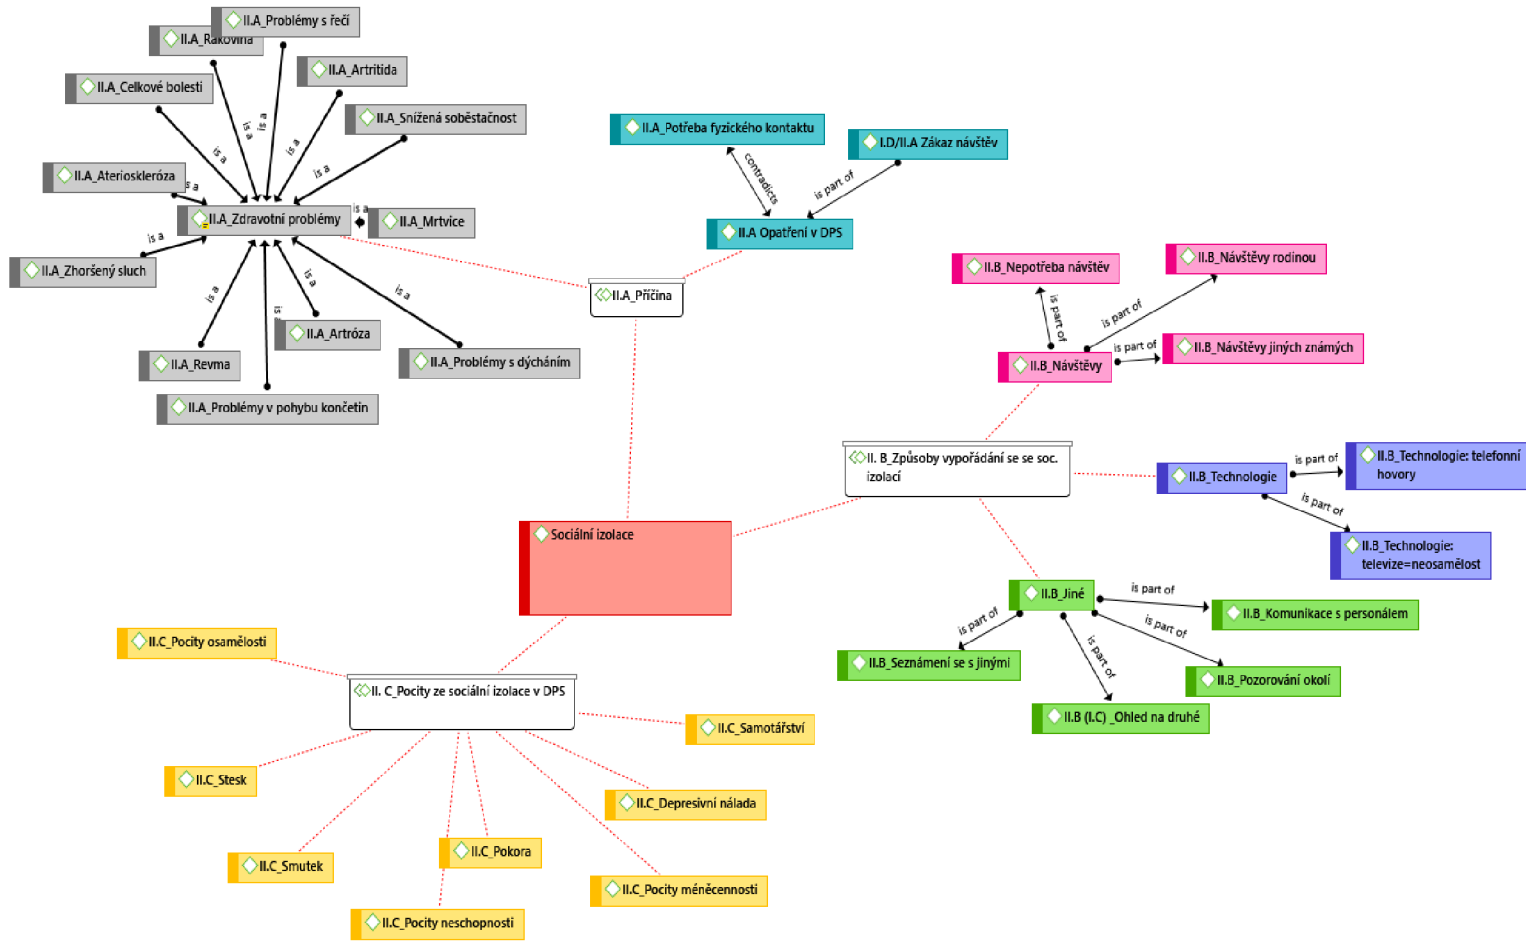 II.A_Problémy s řečí
II.A_Rakovina
II.A_Artritida
II.A_Celkové bolesti
II.A_Snížená soběstačnost
is a
is a
is a
is a
is a
II.A_Aterioskleróza
is a
II.A_Zdravotní problémy
is a
II.A_Mrtvice
is a
II.A_Zhoršený sluch
is a
is a
is a
is a
II.A_Artróza
II.A_Revma
II.A_Problémy s dýcháním
II.A_Problémy v pohybu končetin
II.A_Potřeba fyzického kontaktu
I.D/II.A Zákaz návštěv
contradicts
is part of
II.A Opatření v DPS
II.A_Příčina
II.B_Nepotřeba návštěv
II.B_Návštěvy rodinou
is part of
is part of
is part of
II.B_Návštěvy jiných známých
II.B_Návštěvy
II. B_Způsoby vypořádání se se soc.
izolací
II.B_Technologie
is part of
II.B_Technologie: telefonní
hovory
is part of
II.B_Technologie:
televize=neosamělost
Sociální izolace
II.B_Jiné
is part of
II.B_Komunikace s personálem
is part of
is part of
is part of
II.B_Seznámení se s jinými
II.B_Pozorování okolí
II.B (I.C) _Ohled na druhé
II.C_Pocity osamělosti
II. C_Pocity ze sociální izolace v DPS
II.C_Samotářství
II.C_Stesk
II.C_Depresivní nálada
II.C_Smutek
II.C_Pokora
II.C_Pocity méněcennosti
II.C_Pocity neschopnosti